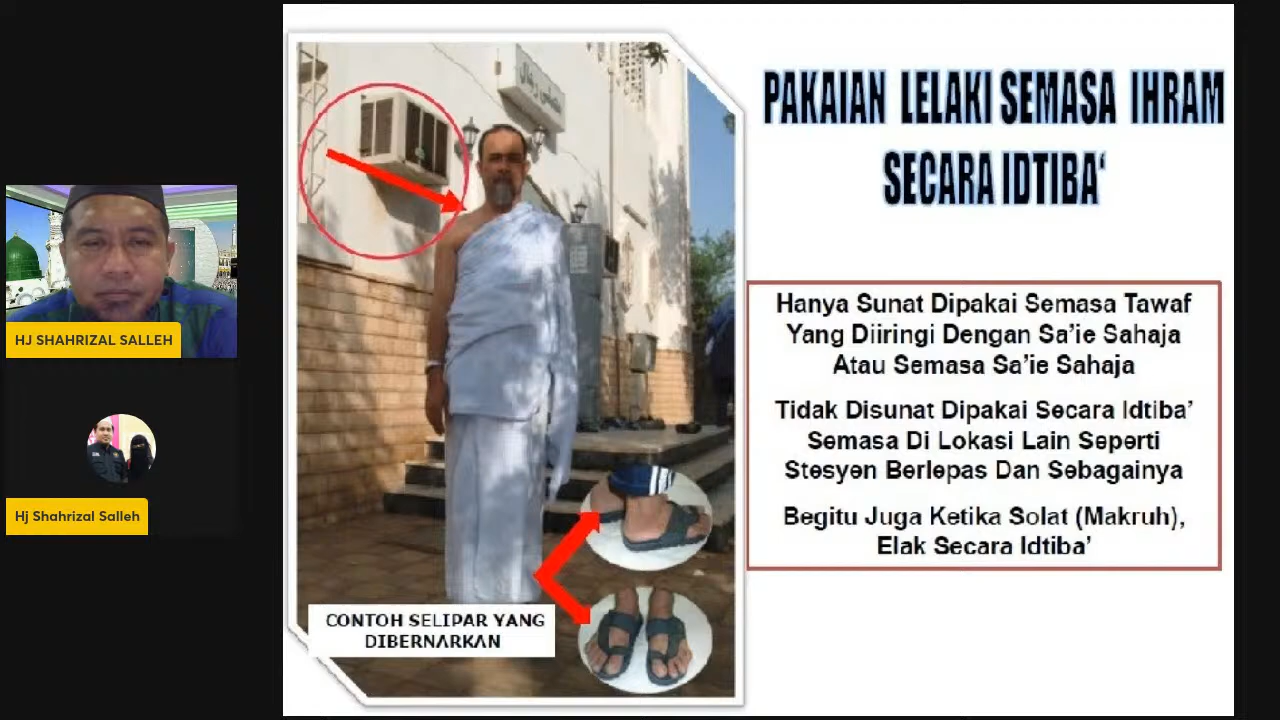 PAKAIAN LELAKI SEMASA IHRAM
SECARA IDTIBA‘
HJ SHAHRIZAL SALLEH
Hj Shahrizal Salleh
Hanya Sunat Dipakai Semasa Tawaf
Yang Diiringi Dengan Sa’ie Sahaja
Atau Semasa Sa’ie Sahaja
Tidak Disunat Dipakai Secara Idtiba’
Semasa Di Lokasi Lain Seperti
Stesyen Berlepas Dan Sebagainya
Begitu Juga Ketika Solat (Makruh),
Elak Secara Idtiba’
CONTOH SELIPAR YANG
DIBERNARKAN